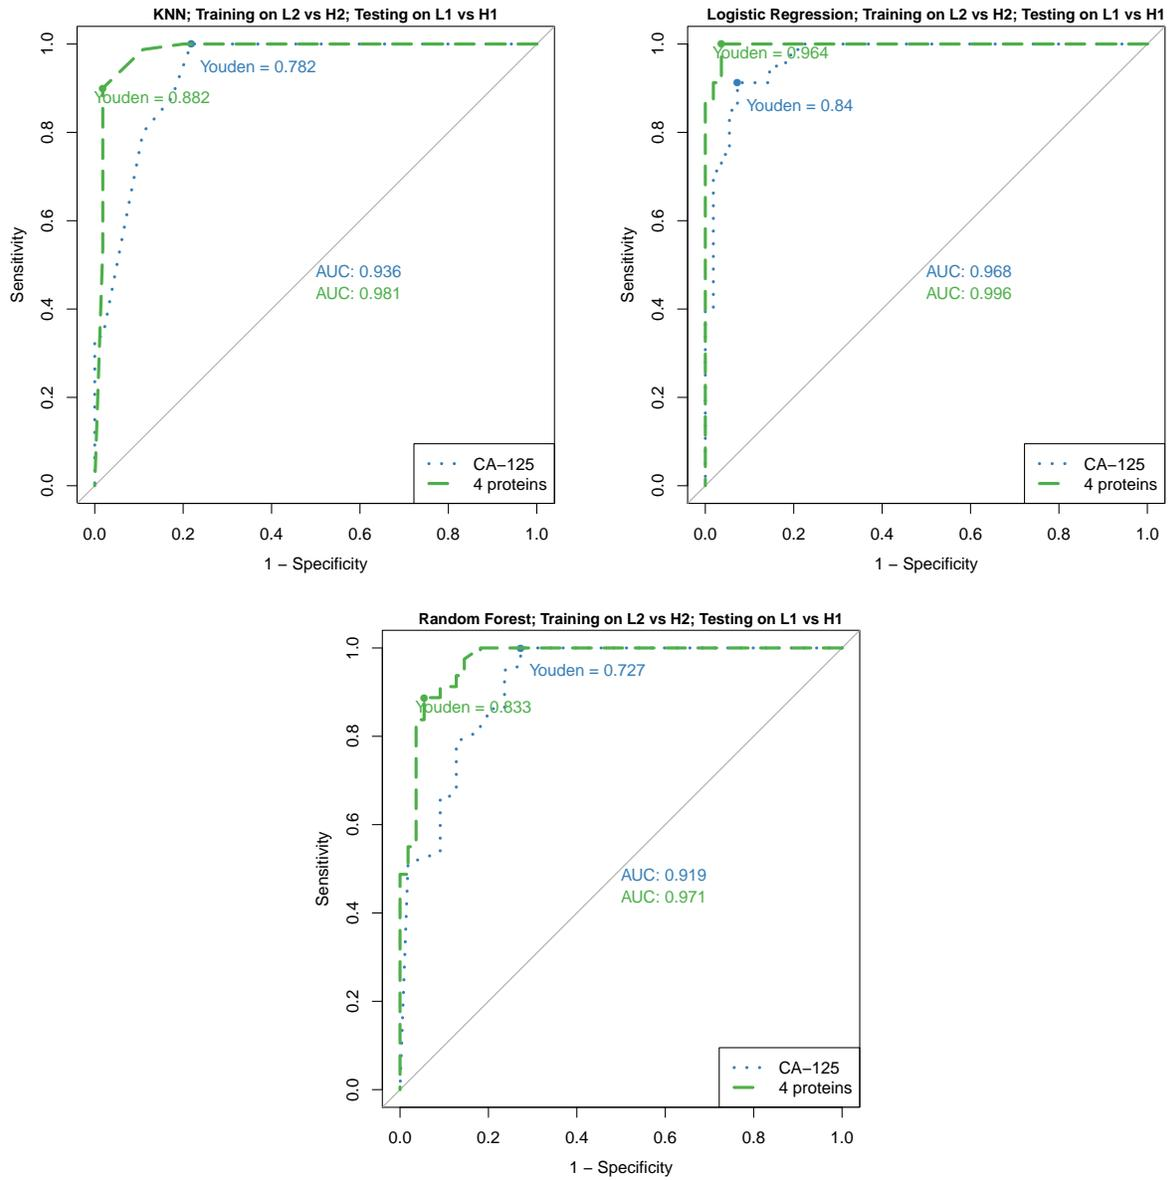 KNN; Training on L2 vs H2; Testing on L1 vs H1
Sensitivity
1.0
0.8
0.6
0.4
0.2
0.0
Youden = 0.782
Youden = 0.882
AUC: 0.936
AUC: 0.981
CA−125
4 proteins
0.0 0.2 0.4 0.6 0.8 1.0
1 − Specificity
Logistic Regression; Training on L2 vs H2; Testing on L1 vs H1
Sensitivity
1.0
0.8
0.6
0.4
0.2
0.0
Youden = 0.964
Youden = 0.84
AUC: 0.968
AUC: 0.996
CA−125
4 proteins
0.0 0.2 0.4 0.6 0.8 1.0
1 − Specificity
Random Forest; Training on L2 vs H2; Testing on L1 vs H1
Sensitivity
1.0
0.8
0.6
0.4
0.2
0.0
Youden = 0.727
Youden = 0.833
AUC: 0.919
AUC: 0.971
CA−125
4 proteins
0.0 0.2 0.4 0.6 0.8 1.0
1 − Specificity